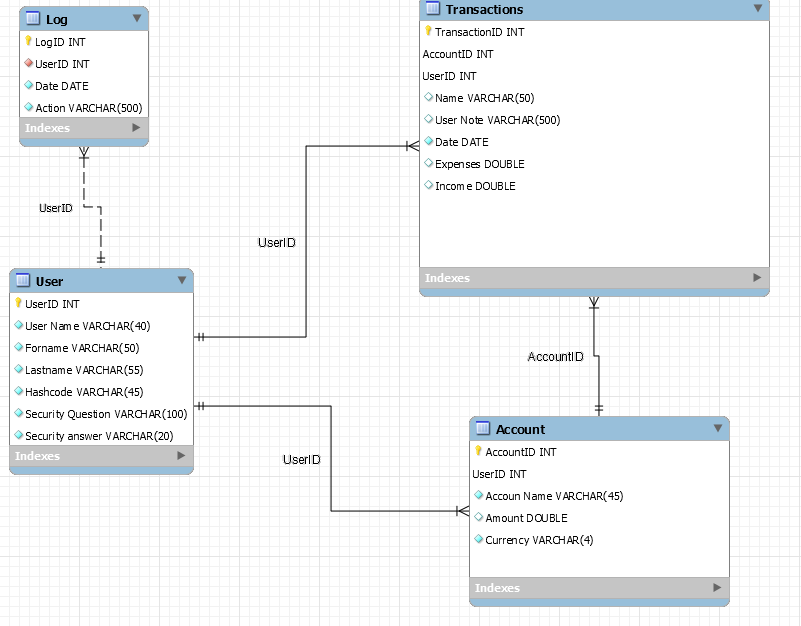 Log
LogID INT
UserID INT
Date DATE
Action VARCHAR(500)
Indexes
Transactions
TransactionID INT
AccountID INT
UserID INT
Name VARCHAR(50)
User Note VARCHAR(500)
Date DATE
Expenses DOUBLE
Income DOUBLE
Indexes
UserID
UserID
User
UserID INT
User Name VARCHAR(40)
Forname VARCHAR(50)
Lastname VARCHAR(55)
Hashcode VARCHAR(45)
Security Question VARCHAR(100)
Security answer VARCHAR(20)
Indexes
AccountID
UserID
Account
AccountID INT
UserID INT
Accoun Name VARCHAR(45)
Amount DOUBLE
Currency VARCHAR(4)
Indexes